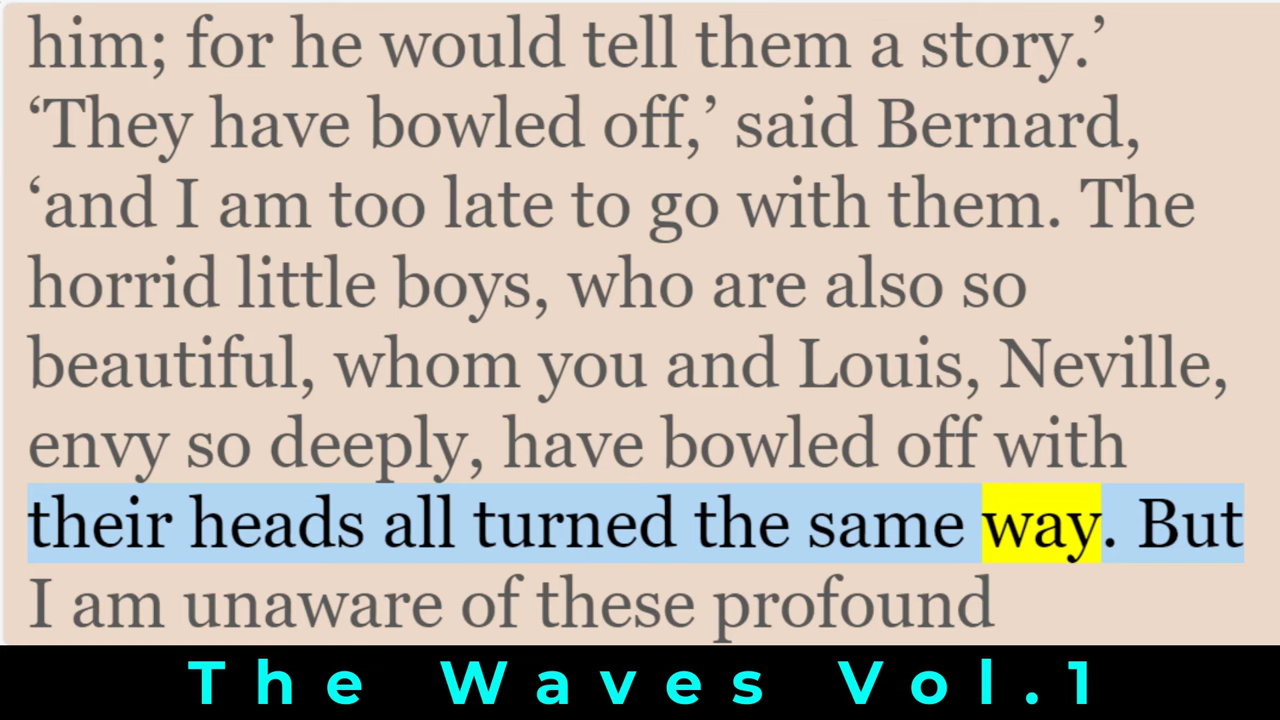 him; for he would tell them a story.’
‘They have bowled off,’ said Bernard,
‘and I am too late to go with them. The
horrid little boys, who are also so
beautiful, whom you and Louis, Neville,
envy so deeply, have bowled off with
their heads all turned the same way. But
I am unaware of these profound
The Waves Vol.1